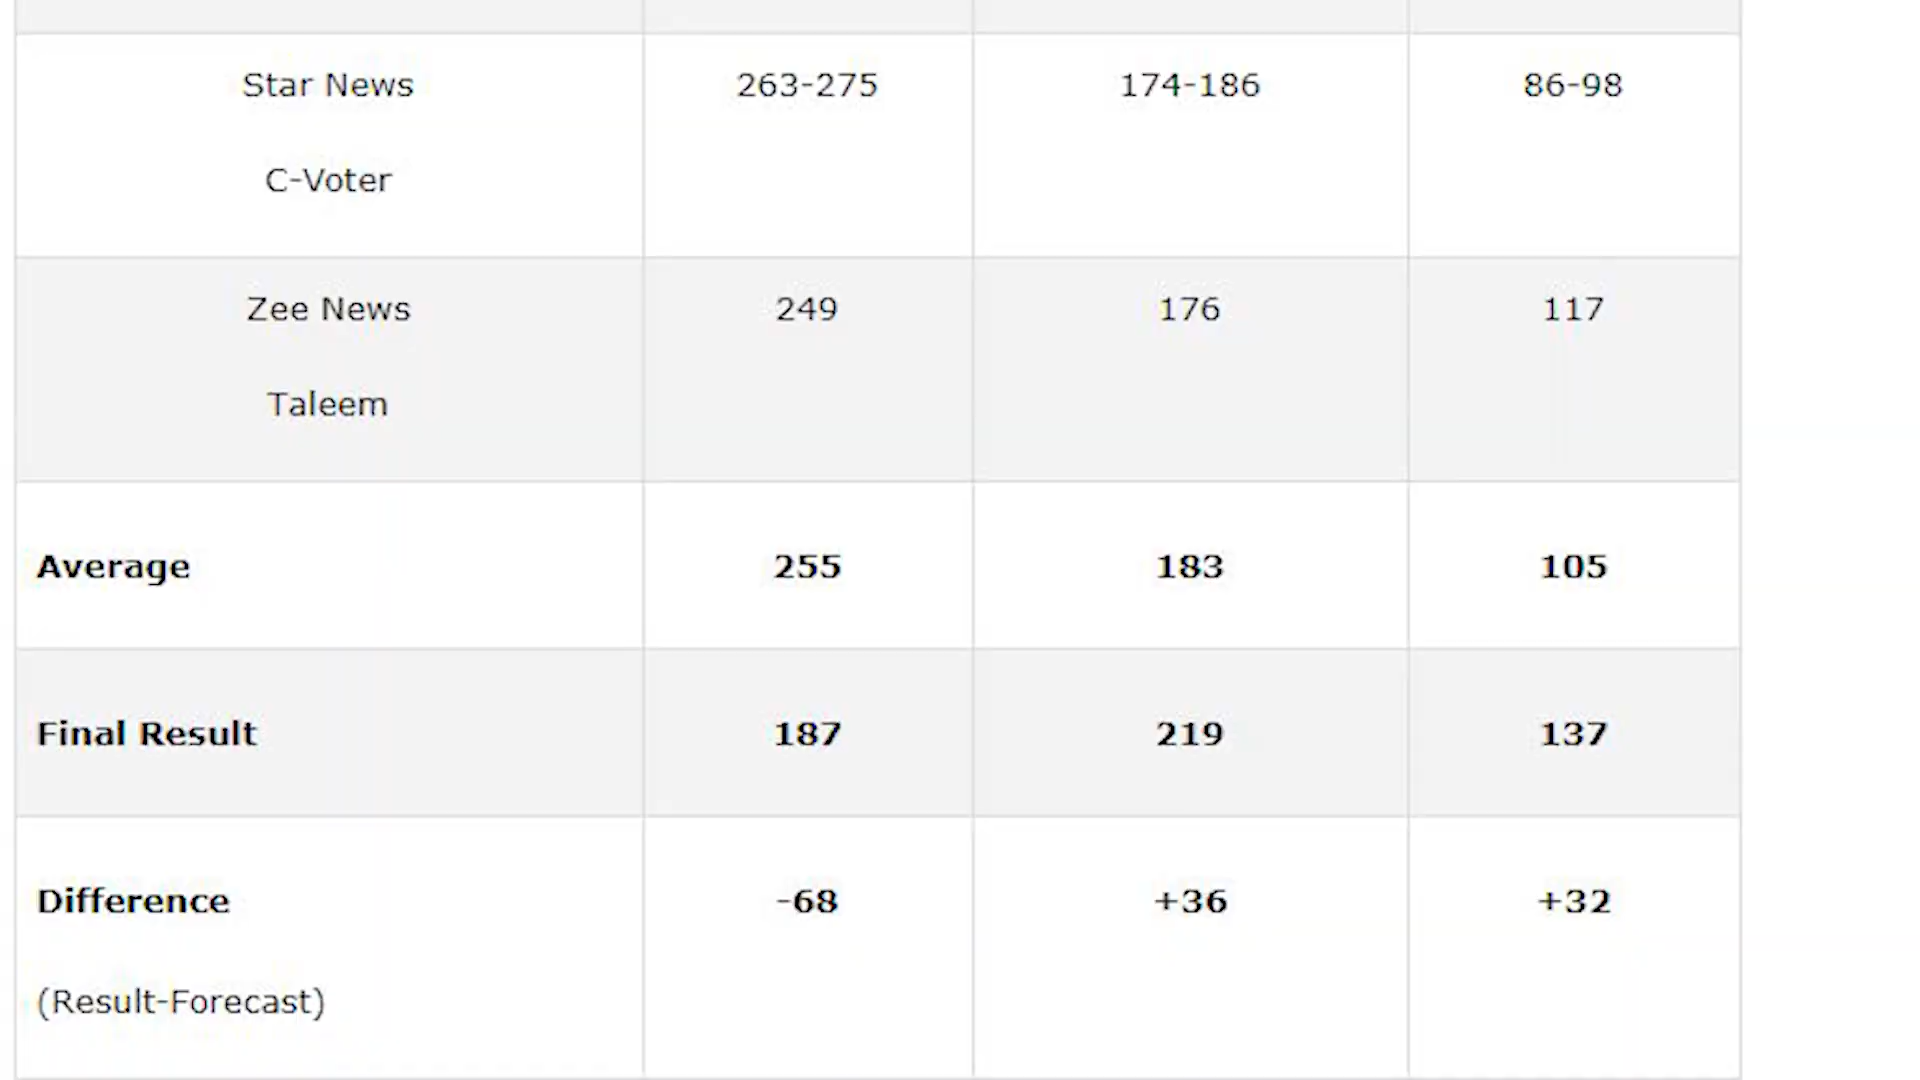 Star News 263-275 174-186 86-98
C-Voter
Zee News 249 176 117
Taleem
Average 255 183 105
Final Result 187 219 137
Difference -68 +36 +32
(Result-Forecast)